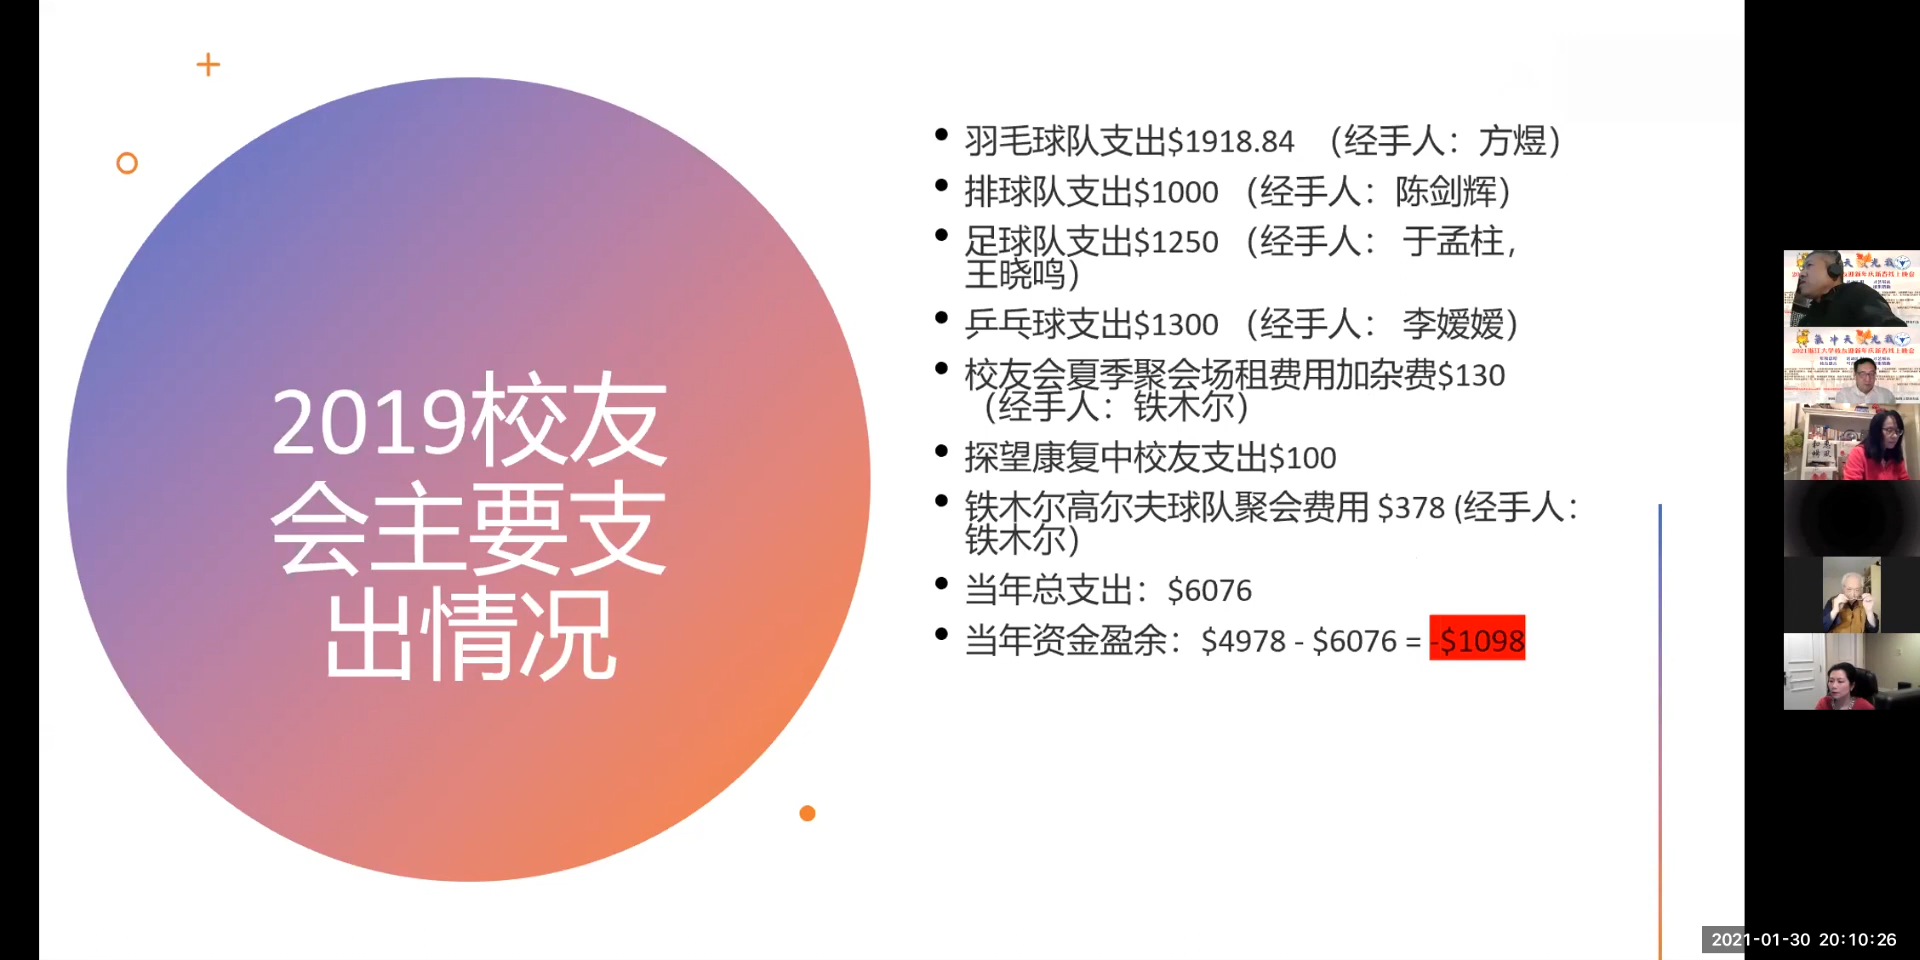 2019校友
会主要支
出情况
羽毛球队支出$1918.84 （经手人：方煜）
排球队支出$1000 （经手人：陈剑辉）
足球队支出$1250 （经手人： 于孟柱，
王晓鸣）
乒乓球支出$1300 （经手人： 李嫒嫒）
校友会夏季聚会场租费用加杂费$130
（经手人：铁木尔）
探望康复中校友支出$100
铁木尔高尔夫球队聚会费用 $378 (经手人：
铁木尔）
当年总支出：$6076
当年资金盈余：$4978 - $6076 = -$1098
2021-01-30 20:10:26